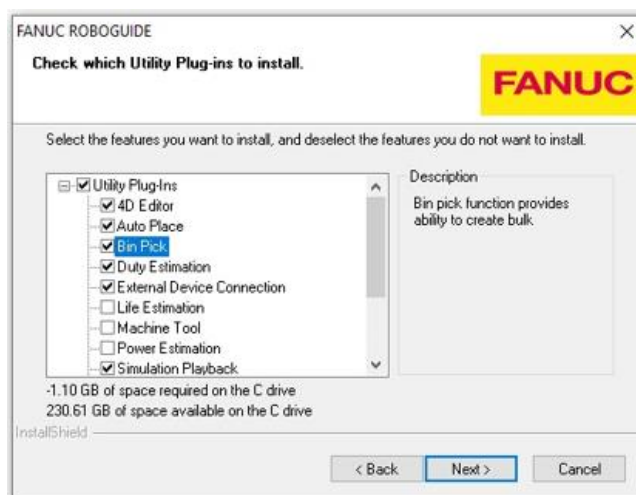 FANUC ROBOGUIDE
Check which Utility Plug-ins to install.
FANUC
Select the features you want to install, and deselect the features you do not want to install.
Utility Plug-Ins
4D Editor
Auto Place
Bin Pick
Duty Estimation
External Device Connection
Life Estimation
Machine Tool
Power Estimation
Simulation Playback
Description
Bin pick function provides
ability to create bulk
-1.10 GB of space required on the C drive
230.61 GB of space available on the C drive
InstallShield
< Back
Next >
Cancel